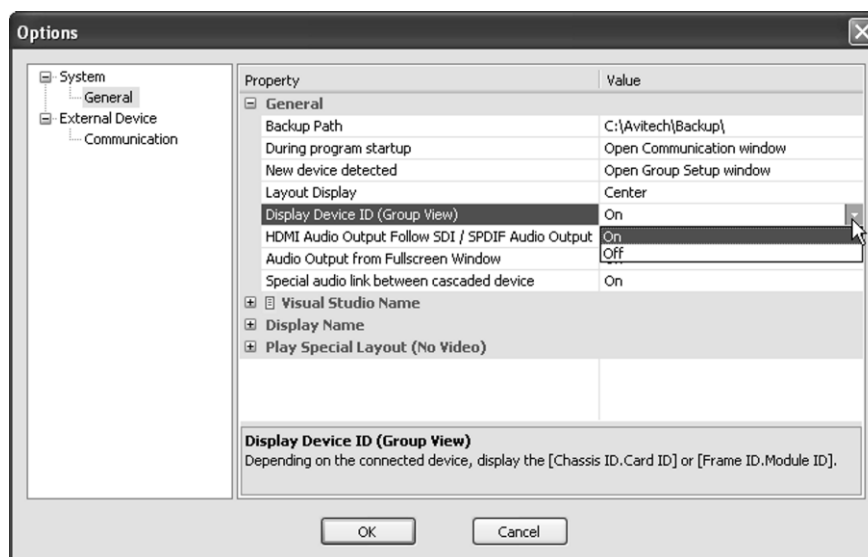 Options
System
General
External Device
Communication
Property Value
General
Backup Path C:\Avitech\Backup\
During program startup Open Communication window
New device detected Open Group Setup window
Layout Display Center
Display Device ID (Group View) On
HDMI Audio Output Follow SDI / SPDIF Audio Output On
Audio Output from Fullscreen Window Off
Special audio link between cascaded device On
Visual Studio Name
Display Name
Play Special Layout (No Video)
Display Device ID (Group View)
Depending on the connected device, display the [Chassis ID.Card ID] or [Frame ID.Module ID].
OK Cancel